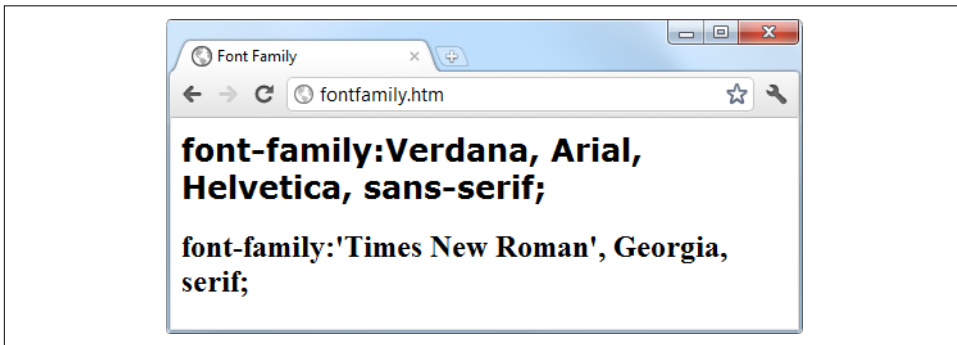 Font Family
fontfamily.htm
font-family:Verdana, Arial,
Helvetica, sans-serif;
font-family:'Times New Roman', Georgia,
serif;